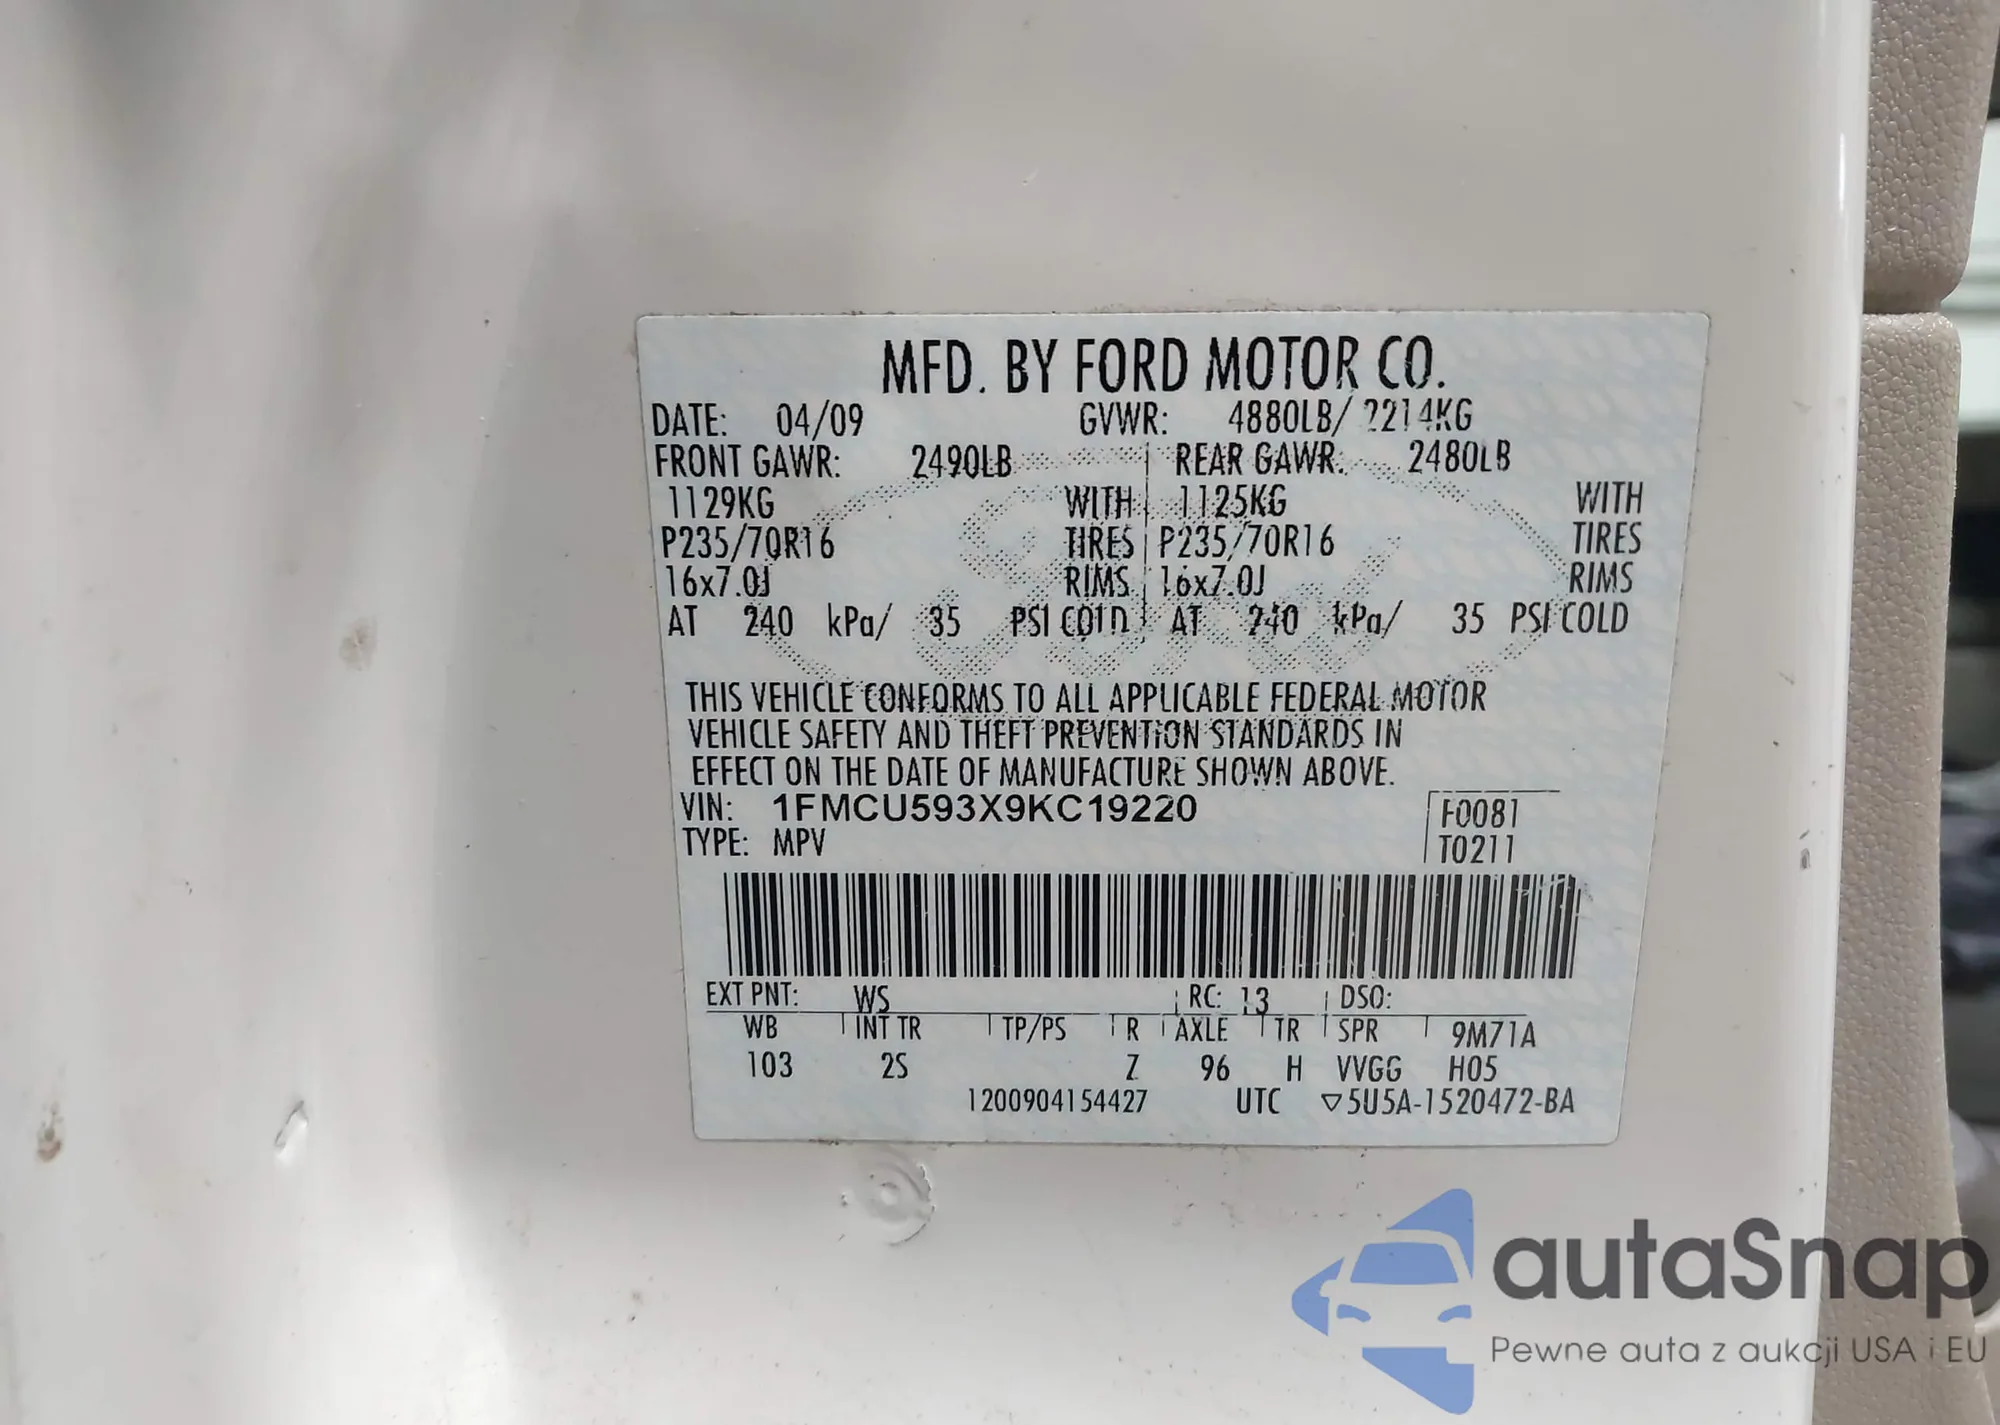 MFD. BY FORD MOTOR CO.
DATE: 04/09 GVWR: 4880LB/ 2214KG
FRONT GAWR: 2490LB REAR GAWR: 2480LB
1129KG WITH 1125KG WITH
P235/70R16 TIRES P235/70R16 TIRES
16x7.0J RIMS 16x7.0J RIMS
AT 240 kPa/ 35 PSI COLD AT 240 kPa/ 35 PSI COLD
THIS VEHICLE CONFORMS TO ALL APPLICABLE FEDERAL MOTOR
VEHICLE SAFETY AND THEFT PREVENTION STANDARDS IN
EFFECT ON THE DATE OF MANUFACTURE SHOWN ABOVE.
VIN: 1FMCU593X9KC19220 F0081
TYPE: MPV T0211
EXT PNT: WS RC: 13 DSO:
WB INT TR TP/PS R AXLE TR SPR 9M71A
103 2S Z 96 H VVGG H05
1200904154427 UTC ▽5U5A-1520472-BA
autaSnap
Pewne auta z aukcji USA i EU